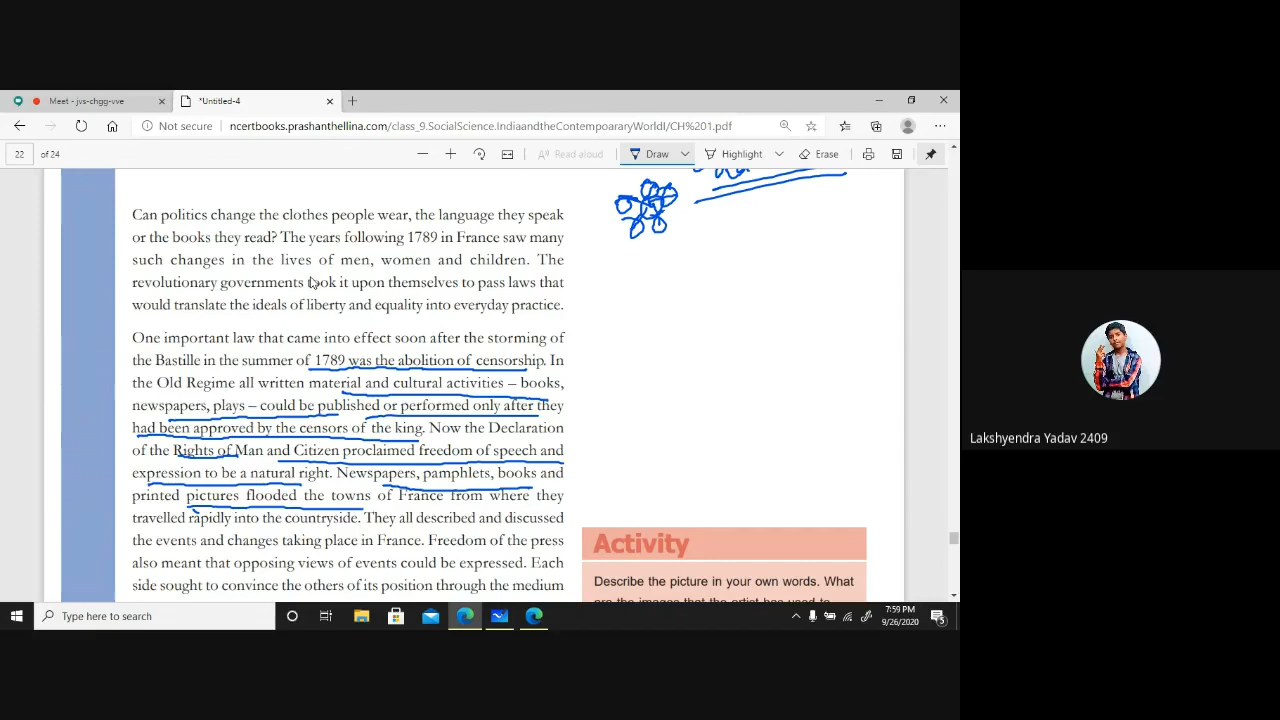 Meet - jvs-chgg-vve
*Untitled-4
Not secure
ncertbooks.prashanthellina.com/class_9.SocialScience.IndiaandtheContempoararyWorldI/CH%201.pdf
22 of 24
Read aloud
Draw
Highlight
Erase
Can politics change the clothes people wear, the language they speak
or the books they read? The years following 1789 in France saw many
such changes in the lives of men, women and children. The
revolutionary governments took it upon themselves to pass laws that
would translate the ideals of liberty and equality into everyday practice.
One important law that came into effect soon after the storming of
the Bastille in the summer of 1789 was the abolition of censorship. In
the Old Regime all written material and cultural activities – books,
newspapers, plays – could be published or performed only after they
had been approved by the censors of the king. Now the Declaration
of the Rights of Man and Citizen proclaimed freedom of speech and
expression to be a natural right. Newspapers, pamphlets, books and
printed pictures flooded the towns of France from where they
travelled rapidly into the countryside. They all described and discussed
the events and changes taking place in France. Freedom of the press
also meant that opposing views of events could be expressed. Each
side sought to convince the others of its position through the medium
Activity
Describe the picture in your own words. What
are the images that the artist has used to
Lakshyendra Yadav 2409
Type here to search
7:59 PM
9/26/2020
5